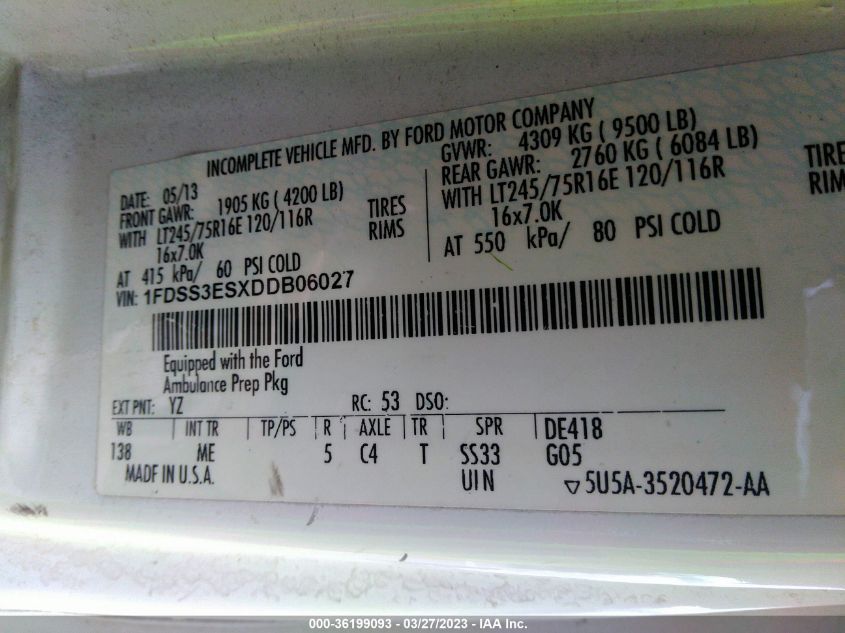 INCOMPLETE VEHICLE MFD. BY FORD MOTOR COMPANY
DATE: 05/13 GVWR: 4309 KG ( 9500 LB)
FRONT GAWR: 1905 KG ( 4200 LB) REAR GAWR: 2760 KG ( 6084 LB)
WITH LT245/75R16E 120/116R TIRES WITH LT245/75R16E 120/116R TIRE
16x7.0K RIMS 16x7.0K RIM
AT 415 kPa/ 60 PSI COLD AT 550 kPa/ 80 PSI COLD
VIN: 1FDSS3ESXDDB06027
Equipped with the Ford
Ambulance Prep Pkg
EXT PNT: YZ RC: 53 DSO:
WB INT TR TP/PS R AXLE TR SPR DE418
138 ME 5 C4 T SS33 G05
MADE IN U.S.A. UIN ▽5U5A-3520472-AA
000-36199093 - 03/27/2023 - IAA Inc.